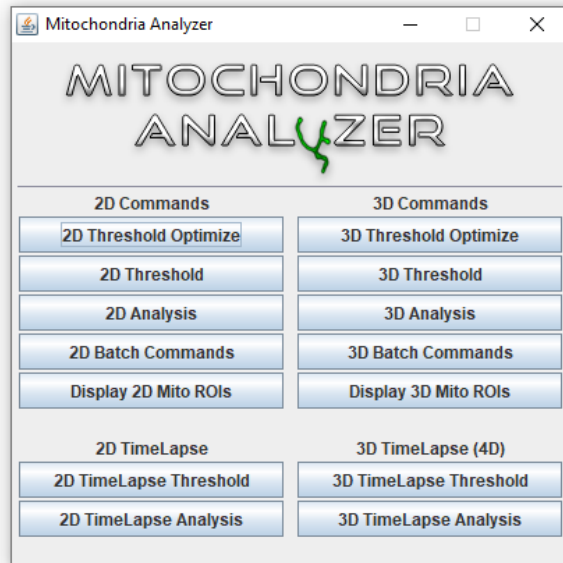 Mitochondria Analyzer
MITOCHONDRIA
ANALYZER
2D Commands
2D Threshold Optimize
2D Threshold
2D Analysis
2D Batch Commands
Display 2D Mito ROIs
3D Commands
3D Threshold Optimize
3D Threshold
3D Analysis
3D Batch Commands
Display 3D Mito ROIs
2D TimeLapse
2D TimeLapse Threshold
2D TimeLapse Analysis
3D TimeLapse (4D)
3D TimeLapse Threshold
3D TimeLapse Analysis